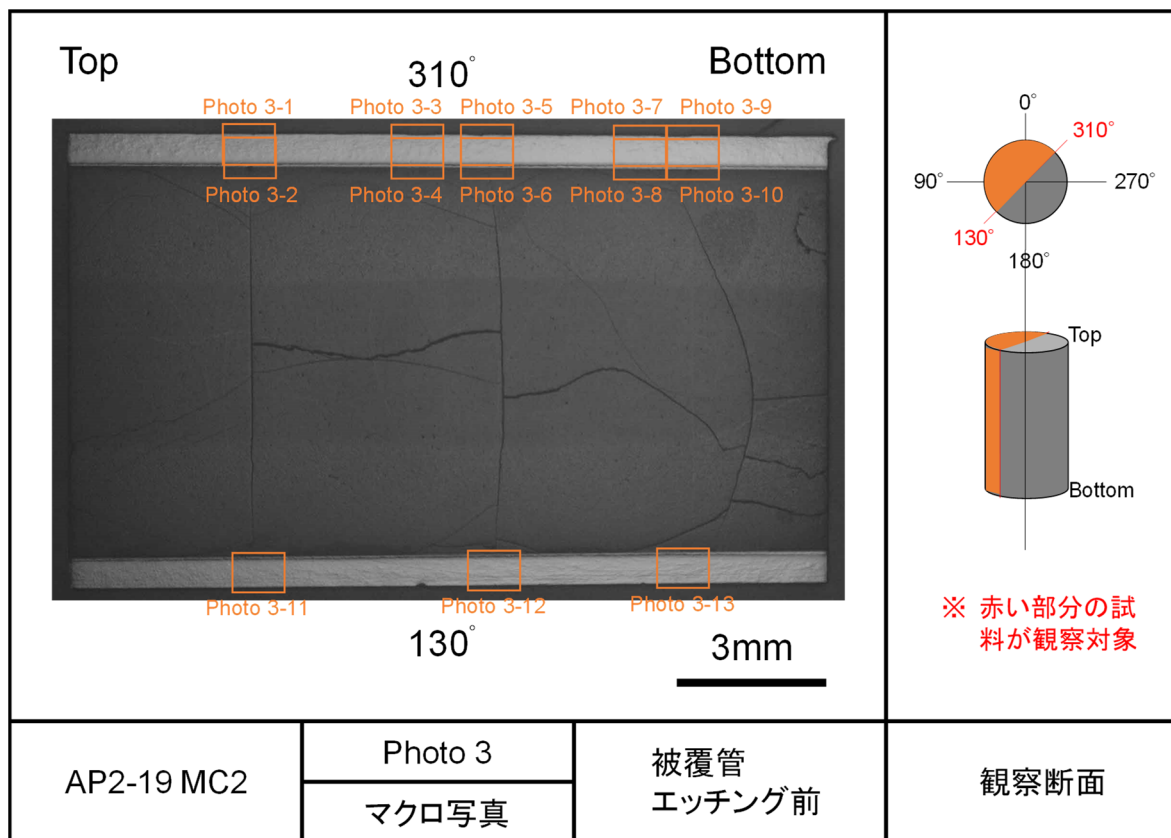 Top
310°
Bottom
Photo 3-1
Photo 3-3
Photo 3-5
Photo 3-7
Photo 3-9
Photo 3-2
Photo 3-4
Photo 3-6
Photo 3-8
Photo 3-10
Photo 3-11
Photo 3-12
Photo 3-13
130°
3mm
0°
310°
90°
270°
130°
180°
Top
Bottom
※ 赤い部分の試
料が観察対象
AP2-19 MC2
Photo 3
マクロ写真
被覆管
エッチング前
観察断面